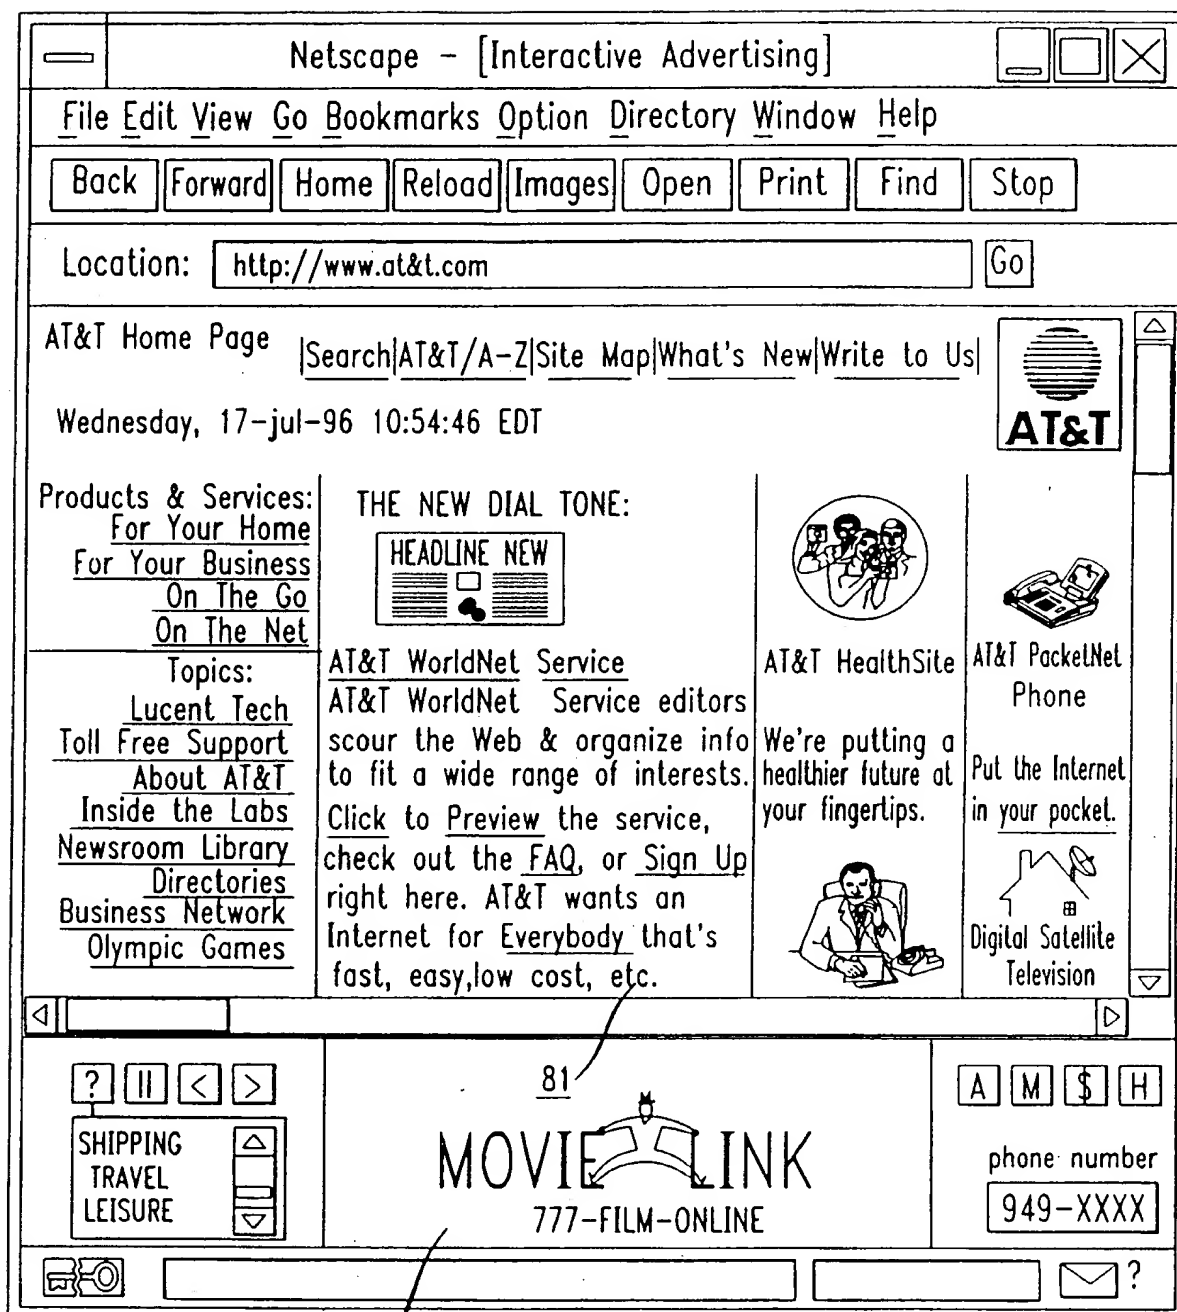 Netscape - [Interactive Advertising]
File Edit View Go Bookmarks Option Directory Window Help
Back Forward Home Reload Images Open Print Find Stop
Location: http://www.at&t.com Go
AT&T Home Page |Search|AT&T/A-Z|Site Map|What's New|Write to Us|
AT&T
Wednesday, 17-jul-96 10:54:46 EDT
Products & Services:
For Your Home
For Your Business
On The Go
On The Net
Topics:
Lucent Tech
Toll Free Support
About AT&T
Inside the Labs
Newsroom Library
Directories
Business Network
Olympic Games
THE NEW DIAL TONE:
HEADLINE NEW
AT&T WorldNet Service
AT&T WorldNet Service editors
scour the Web & organize info
to fit a wide range of interests.
Click to Preview the service,
check out the FAQ, or Sign Up
right here. AT&T wants an
Internet for Everybody that's
fast, easy,low cost, etc.
AT&T HealthSite
We're putting a
healthier future at
your fingertips.
AT&T PacketNet
Phone
Put the Internet
in your pocket.
Digital Satellite
Television
? || < >
SHIPPING
TRAVEL
LEISURE
81
MOVIE LINK
777-FILM-ONLINE
A M $ H
phone number
949-XXXX
?